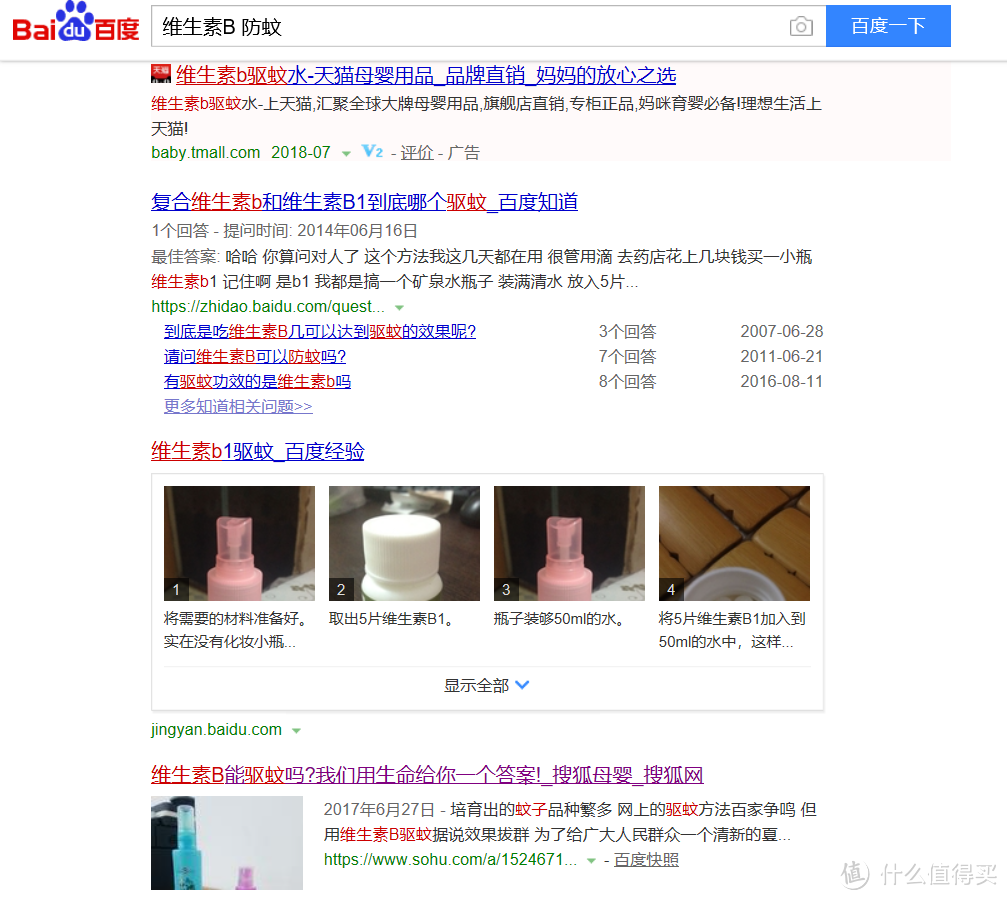 Bai du 百度
维生素B 防蚊
百度一下
天猫 维生素b驱蚊水-天猫母婴用品_品牌直销_妈妈的放心之选
维生素b驱蚊水-上天猫,汇聚全球大牌母婴用品,旗舰店直销,专柜正品,妈咪育婴必备!理想生活上
天猫!
baby.tmall.com 2018-07 V2 - 评价 - 广告
复合维生素b和维生素B1到底哪个驱蚊_百度知道
1个回答 - 提问时间: 2014年06月16日
最佳答案: 哈哈 你算问对人了 这个方法我这几天都在用 很管用滴 去药店花上几块钱买一小瓶
维生素b1 记住啊 是b1 我都是搞一个矿泉水瓶子 装满清水 放入5片...
https://zhidao.baidu.com/quest...
到底是吃维生素B几可以达到驱蚊的效果呢? 3个回答 2007-06-28
请问维生素B可以防蚊吗? 7个回答 2011-06-21
有驱蚊功效的是维生素b吗 8个回答 2016-08-11
更多知道相关问题>>
维生素b1驱蚊_百度经验
1 2 3 4
将需要的材料准备好。 取出5片维生素B1。 瓶子装够50ml的水。 将5片维生素B1加入到
实在没有化妆小瓶... 50ml的水中，这样...
显示全部
jingyan.baidu.com
维生素B能驱蚊吗?我们用生命给你一个答案!_搜狐母婴_搜狐网
2017年6月27日 - 培育出的蚊子品种繁多 网上的驱蚊方法百家争鸣 但
用维生素B驱蚊据说效果拔群 为了给广大人民群众一个清新的夏...
https://www.sohu.com/a/1524671... - 百度快照
值 什么值得买